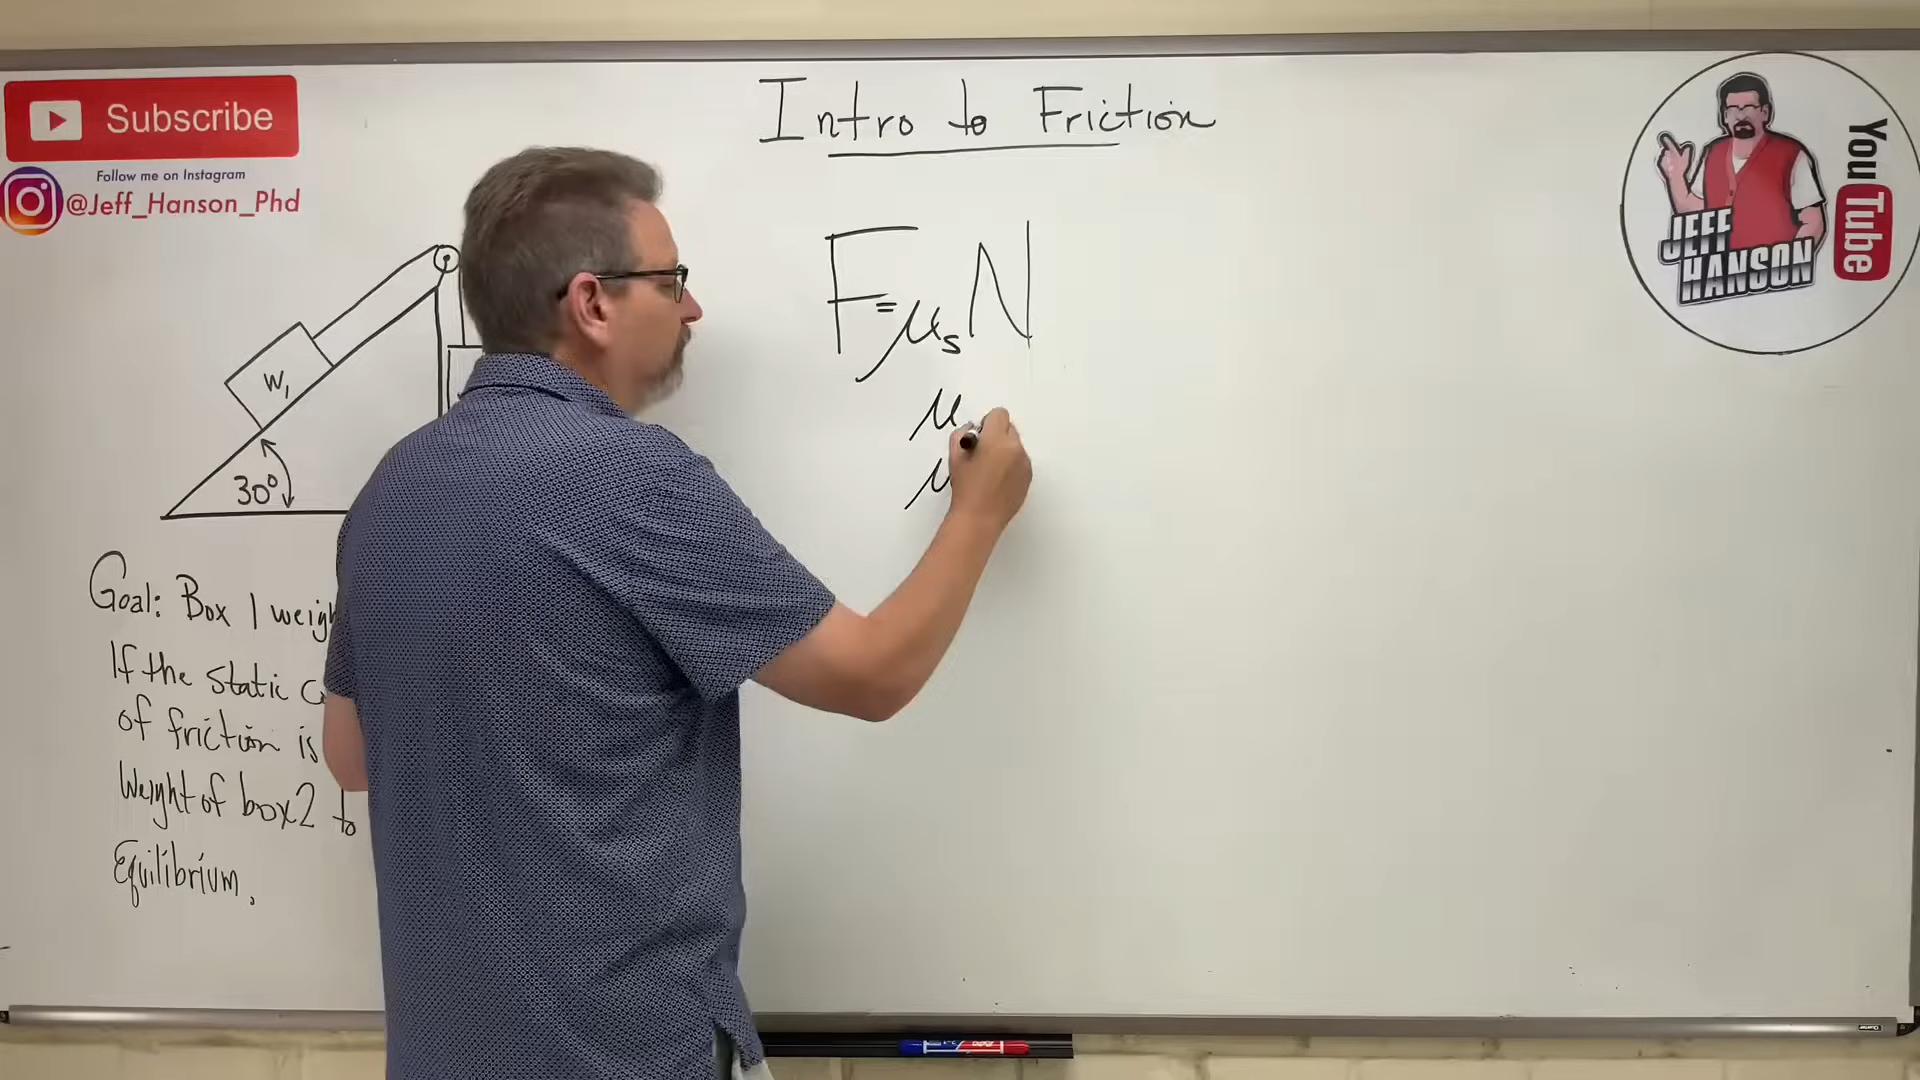 Subscribe
Follow me on Instagram
@Jeff_Hanson_Phd
Intro to Friction
JEFF
HANSON
YouTube
F=μsN
μ
μ
W₁
30°
Goal: Box 1
If the static
of friction is
Weight of box 2 to
Equilibrium.